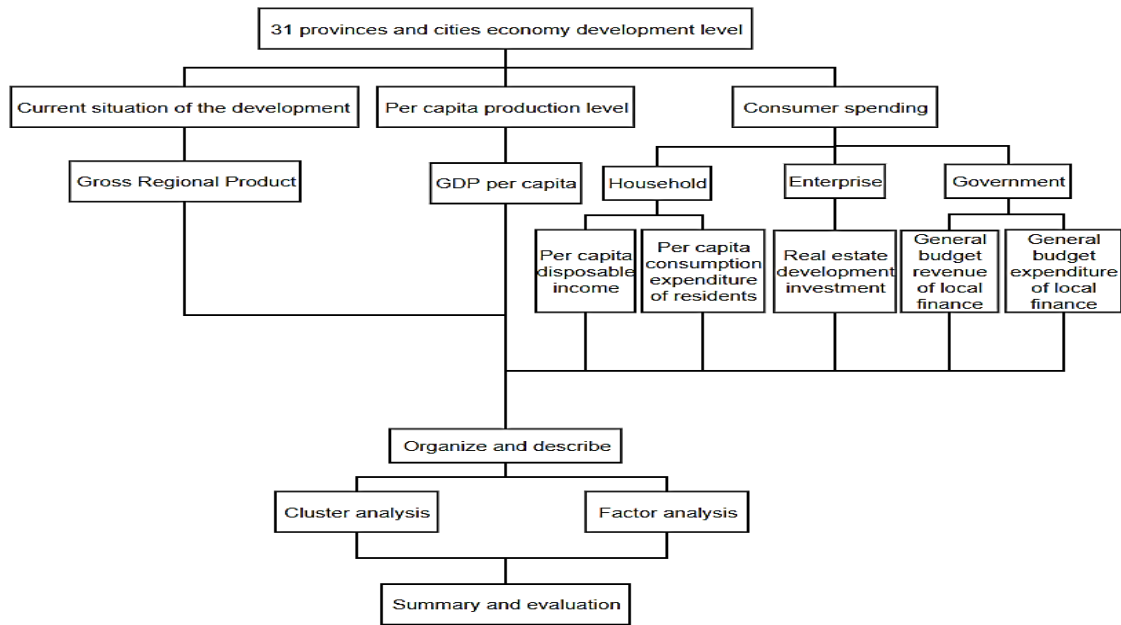 31 provinces and cities economy development level
Current situation of the development
Per capita production level
Consumer spending
Gross Regional Product
GDP per capita
Household
Enterprise
Government
Per capita
disposable
income
Per capita
consumption
expenditure
of residents
Real estate
development
investment
General
budget
revenue
of local
finance
General
budget
expenditure
of local
finance
Organize and describe
Cluster analysis
Factor analysis
Summary and evaluation